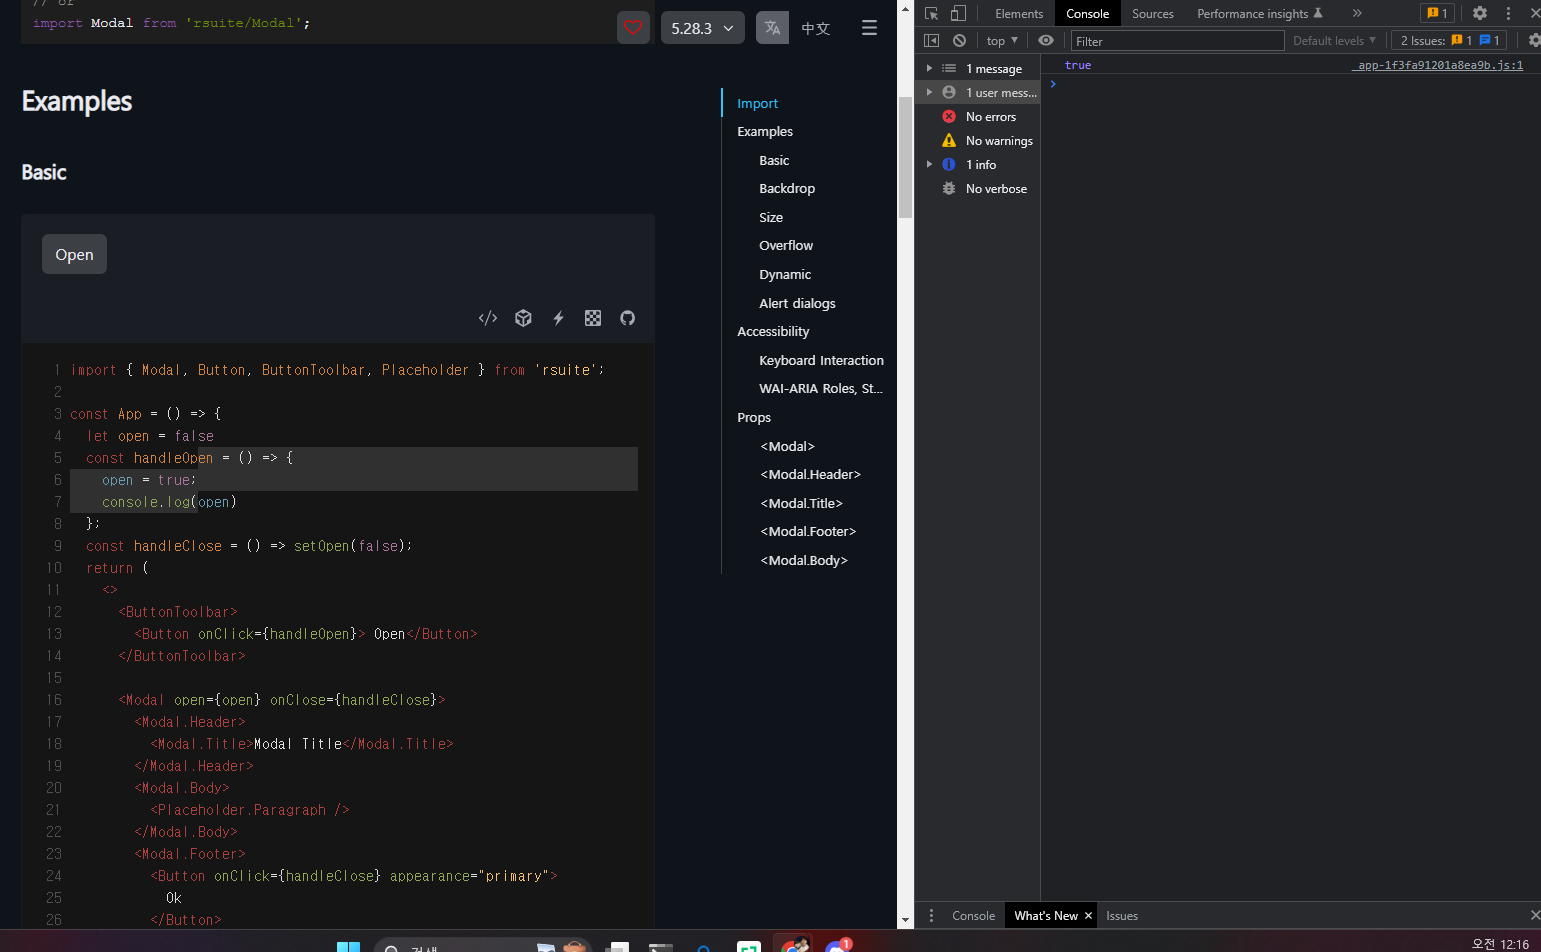 // or
import Modal from 'rsuite/Modal';
5.28.3
中文
Examples
Basic
Open
1 import { Modal, Button, ButtonToolbar, Placeholder } from 'rsuite';
2
3 const App = () => {
4 let open = false
5 const handleOpen = () => {
6 open = true;
7 console.log(open)
8 };
9 const handleClose = () => setOpen(false);
10 return (
11 <>
12 <ButtonToolbar>
13 <Button onClick={handleOpen}> Open</Button>
14 </ButtonToolbar>
15
16 <Modal open={open} onClose={handleClose}>
17 <Modal.Header>
18 <Modal.Title>Modal Title</Modal.Title>
19 </Modal.Header>
20 <Modal.Body>
21 <Placeholder.Paragraph />
22 </Modal.Body>
23 <Modal.Footer>
24 <Button onClick={handleClose} appearance="primary">
25 Ok
26 </Button>
Import
Examples
Basic
Backdrop
Size
Overflow
Dynamic
Alert dialogs
Accessibility
Keyboard Interaction
WAI-ARIA Roles, St...
Props
<Modal>
<Modal.Header>
<Modal.Title>
<Modal.Footer>
<Modal.Body>
Elements Console Sources Performance insights » 1
top Filter Default levels 2 Issues: 1 1
1 message
1 user mess...
No errors
No warnings
1 info
No verbose
true _app-1f3fa91201a8ea9b.js:1
Console What's New Issues
검색
1
오전 12:16